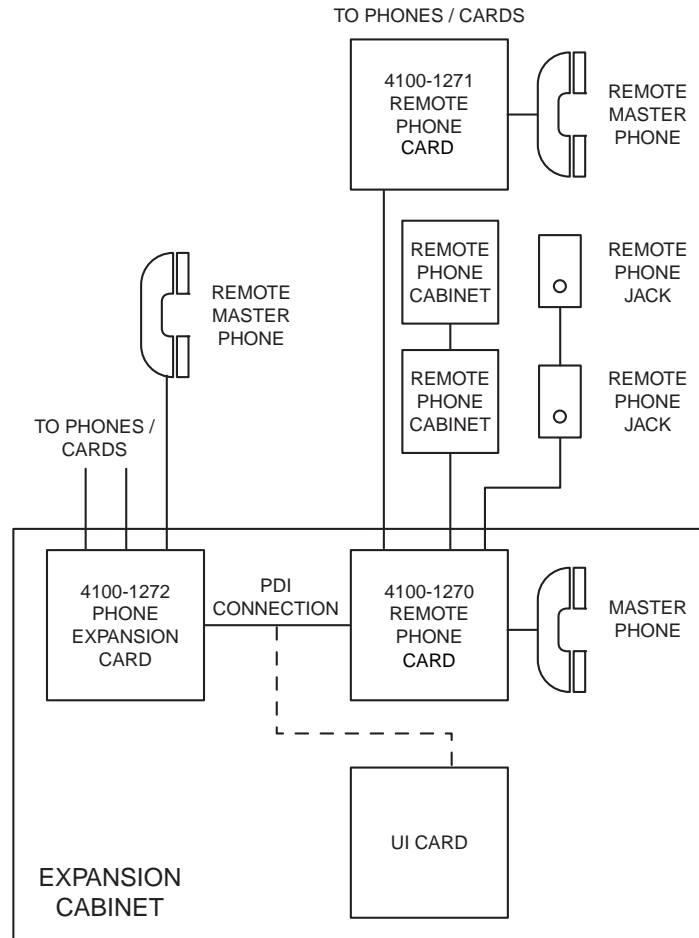 TO PHONES / CARDS
4100-1271
REMOTE
PHONE
CARD
REMOTE
MASTER
PHONE
REMOTE
PHONE
CABINET
REMOTE
PHONE
JACK
REMOTE
MASTER
PHONE
REMOTE
PHONE
CABINET
REMOTE
PHONE
JACK
TO PHONES /
CARDS
4100-1272
PHONE
EXPANSION
CARD
PDI
CONNECTION
4100-1270
REMOTE
PHONE
CARD
MASTER
PHONE
UI CARD
EXPANSION
CABINET